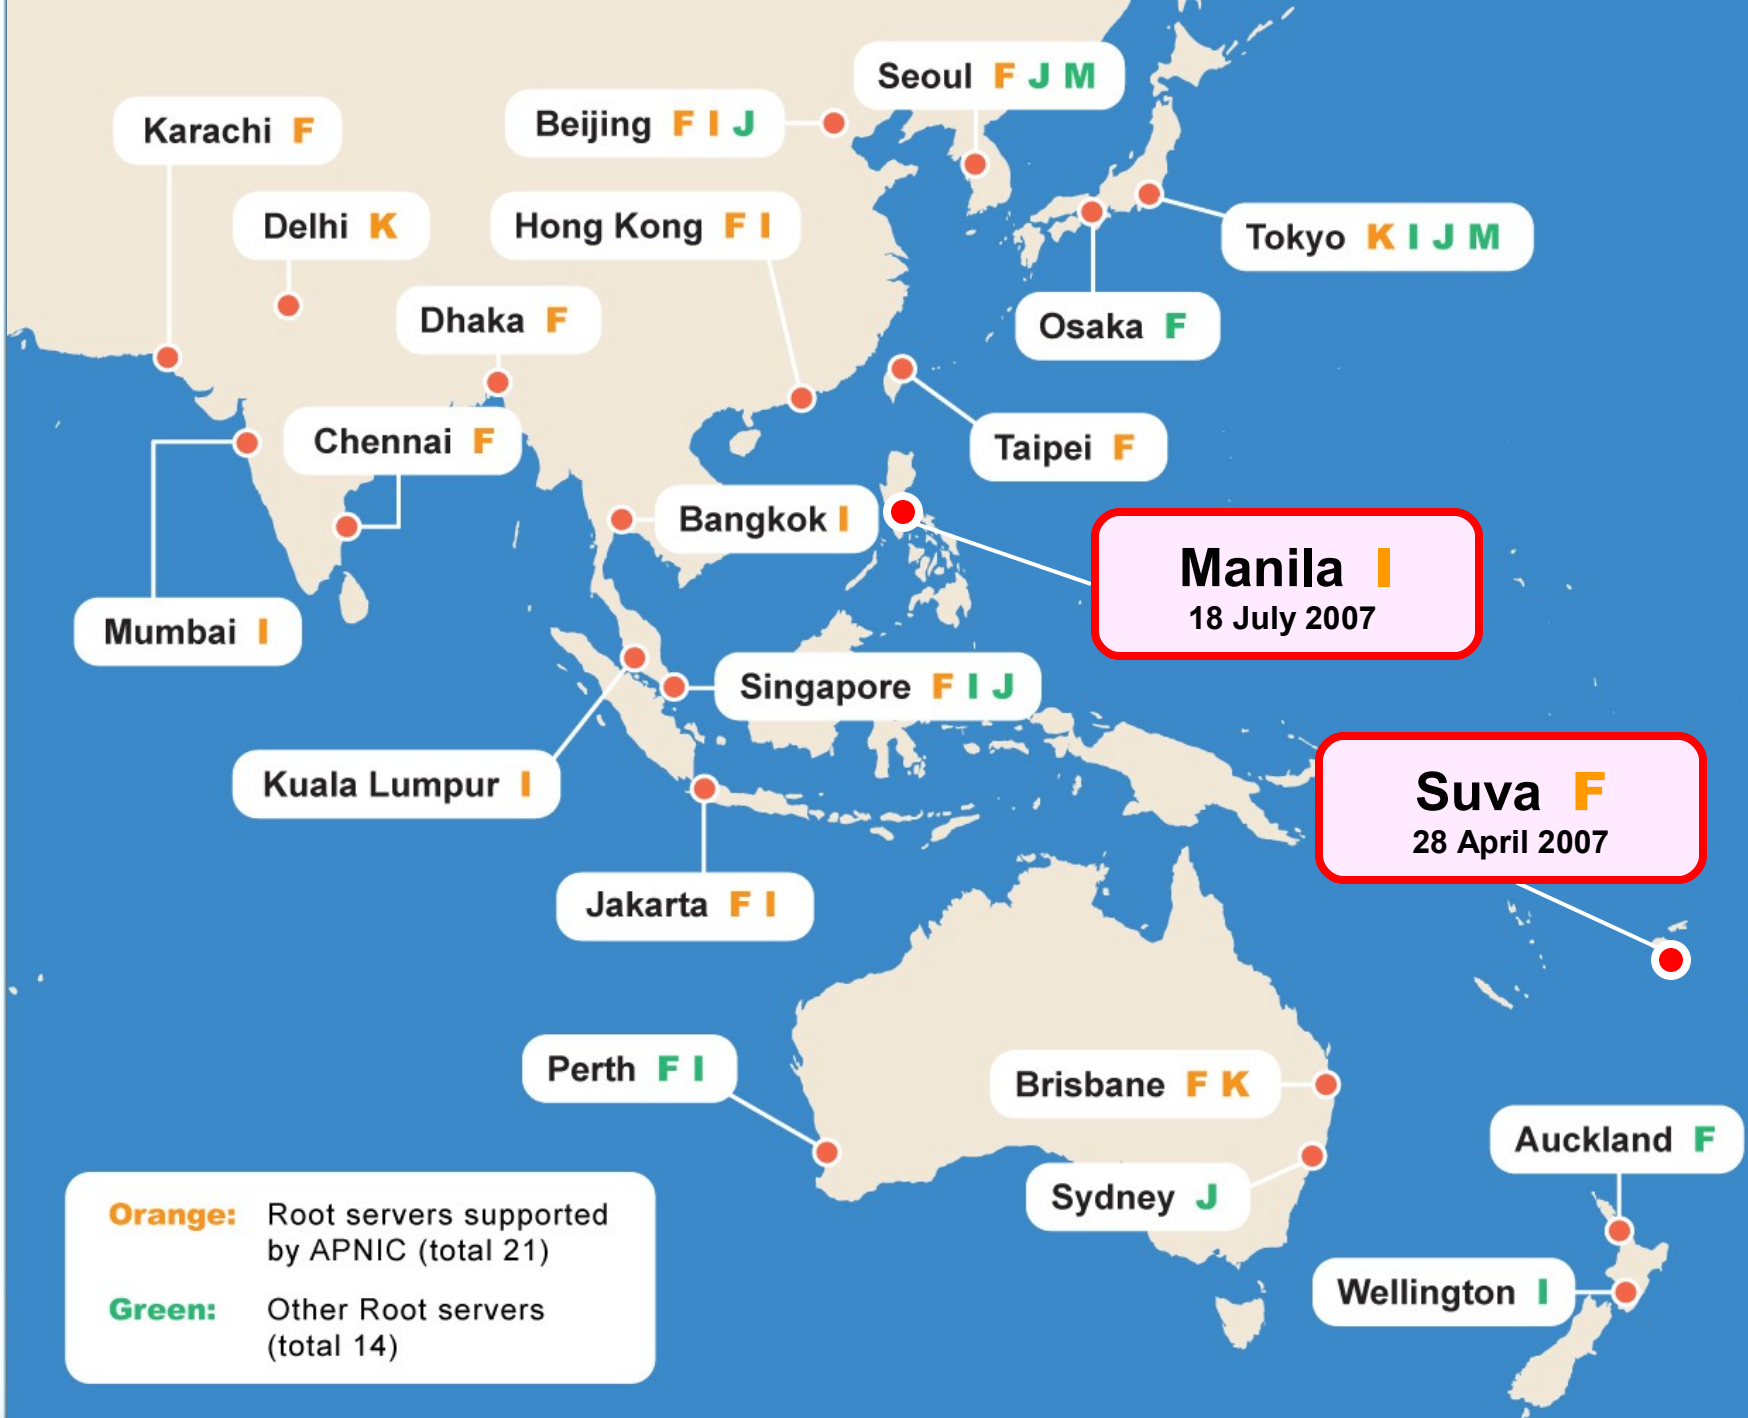 Seoul F J M
Karachi F
Beijing F I J
Delhi K
Hong Kong F I
Tokyo K I J M
Dhaka F
Osaka F
Chennai F
Taipei F
Bangkok I
Manila I
18 July 2007
Mumbai I
Singapore F I J
Kuala Lumpur I
Suva F
28 April 2007
Jakarta F I
Perth F I
Brisbane F K
Auckland F
Sydney J
Wellington I
Orange: Root servers supported
by APNIC (total 21)
Green: Other Root servers
(total 14)